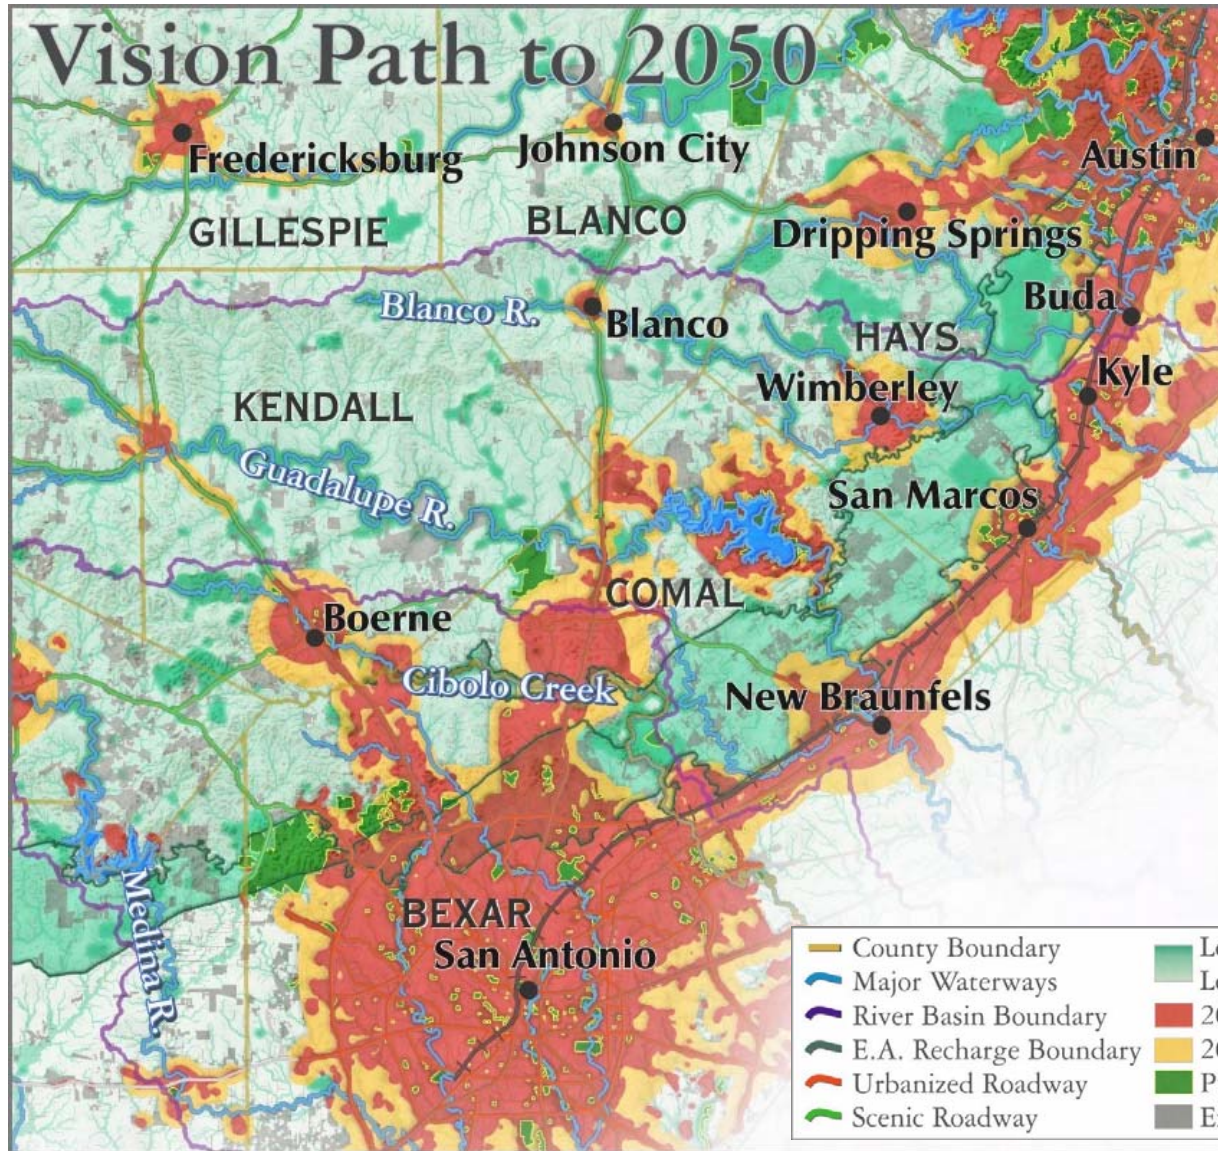 Vision Path to 2050
Fredericksburg
Johnson City
Austin
GILLESPIE
BLANCO
Dripping Springs
Blanco R.
Blanco
Buda
HAYS
Kyle
Wimberley
KENDALL
Guadalupe R.
San Marcos
COMAL
Boerne
Cibolo Creek
New Braunfels
Medina R.
BEXAR
San Antonio
County Boundary
Major Waterways
River Basin Boundary
E.A. Recharge Boundary
Urbanized Roadway
Scenic Roadway